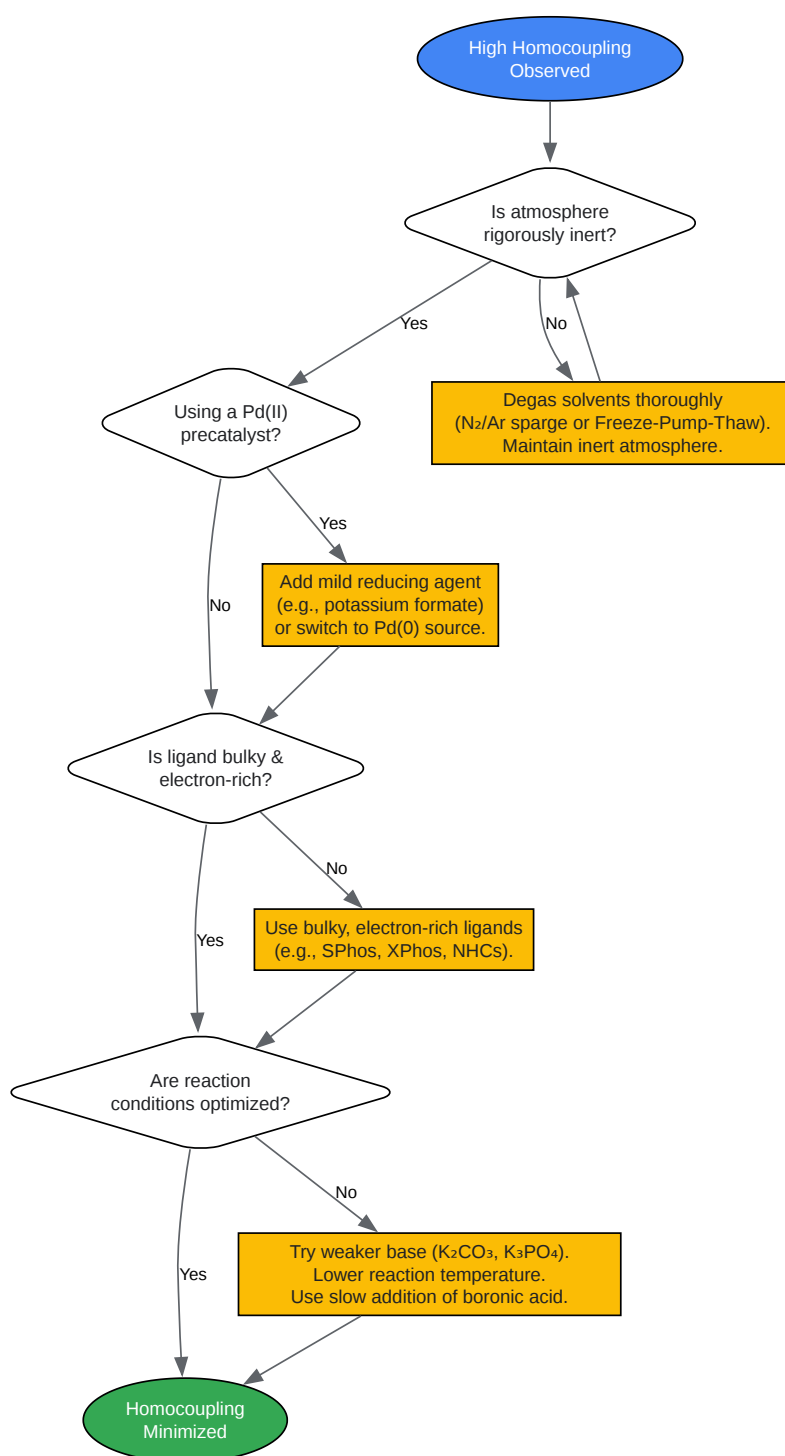 High Homocoupling
Observed
Is atmosphere
rigorously inert?
Yes
No
Degas solvents thoroughly
(N₂/Ar sparge or Freeze-Pump-Thaw).
Maintain inert atmosphere.
Using a Pd(II)
precatalyst?
Yes
No
Add mild reducing agent
(e.g., potassium formate)
or switch to Pd(0) source.
Is ligand bulky &
electron-rich?
No
Yes
Use bulky, electron-rich ligands
(e.g., SPhos, XPhos, NHCs).
Are reaction
conditions optimized?
No
Yes
Try weaker base (K₂CO₃, K₃PO₄).
Lower reaction temperature.
Use slow addition of boronic acid.
Homocoupling
Minimized